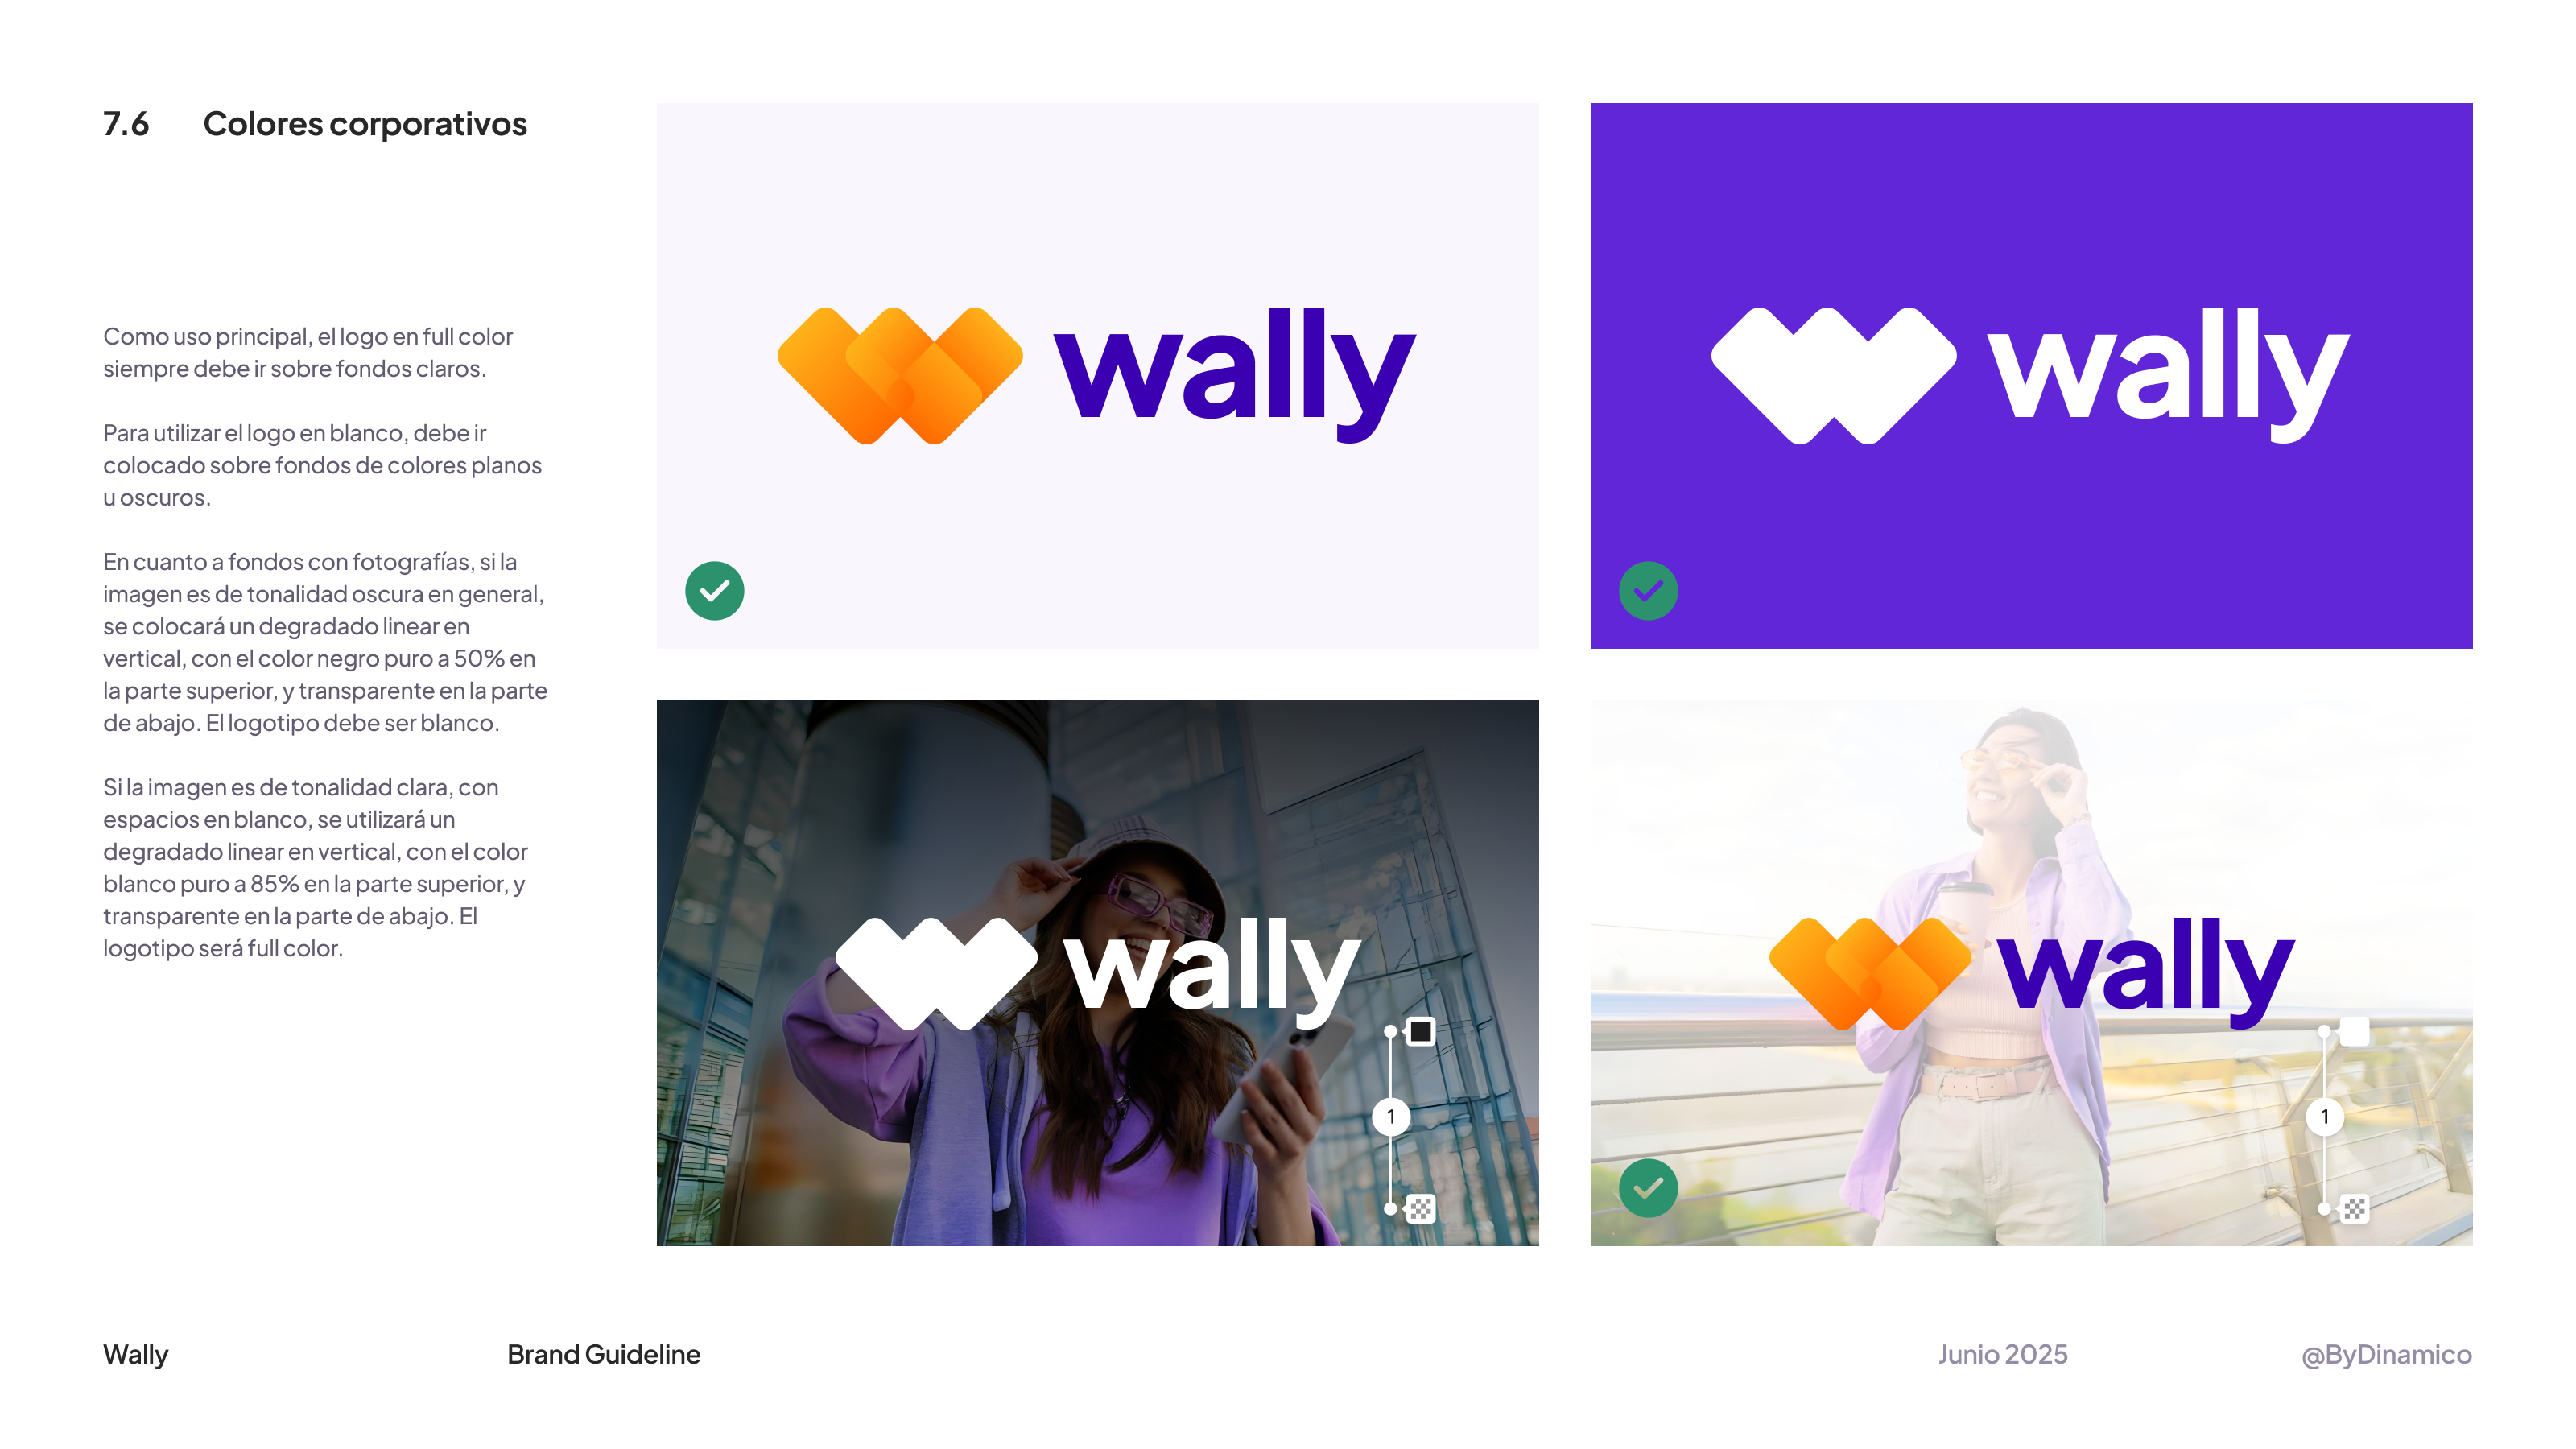 7.6 Colores corporativos
Como uso principal, el logo en full color
siempre debe ir sobre fondos claros.
Para utilizar el logo en blanco, debe ir
colocado sobre fondos de colores planos
u oscuros.
En cuanto a fondos con fotografías, si la
imagen es de tonalidad oscura en general,
se colocará un degradado linear en
vertical, con el color negro puro a 50% en
la parte superior, y transparente en la parte
de abajo. El logotipo debe ser blanco.
Si la imagen es de tonalidad clara, con
espacios en blanco, se utilizará un
degradado linear en vertical, con el color
blanco puro a 85% en la parte superior, y
transparente en la parte de abajo. El
logotipo será full color.
wally
wally
wally
1
wally
1
Wally
Brand Guideline
Junio 2025
@ByDinamico